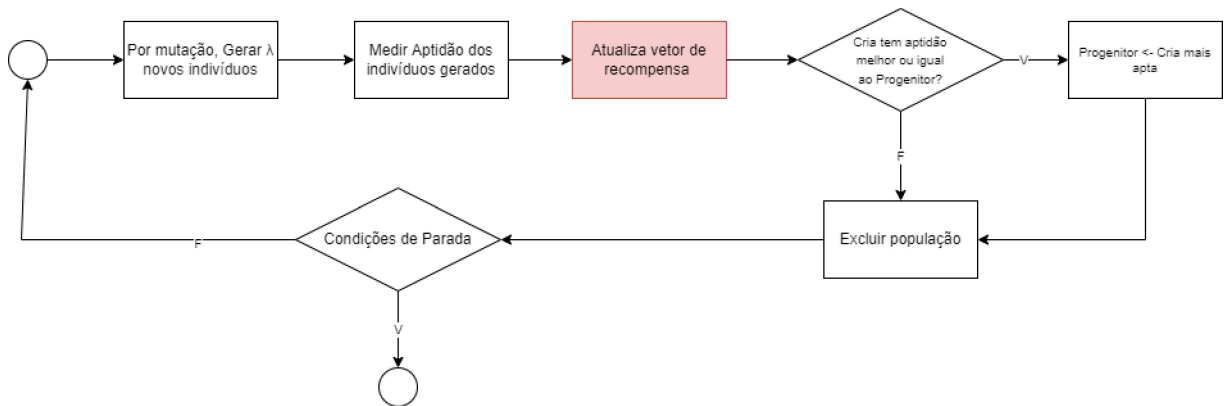 Por mutação, Gerar λ
novos indivíduos
Medir Aptidão dos
indivíduos gerados
Atualiza vetor de
recompensa
Cria tem aptidão
melhor ou igual
ao Progenitor?
V
Progenitor <- Cria mais
apta
F
Excluir população
Condições de Parada
F
V